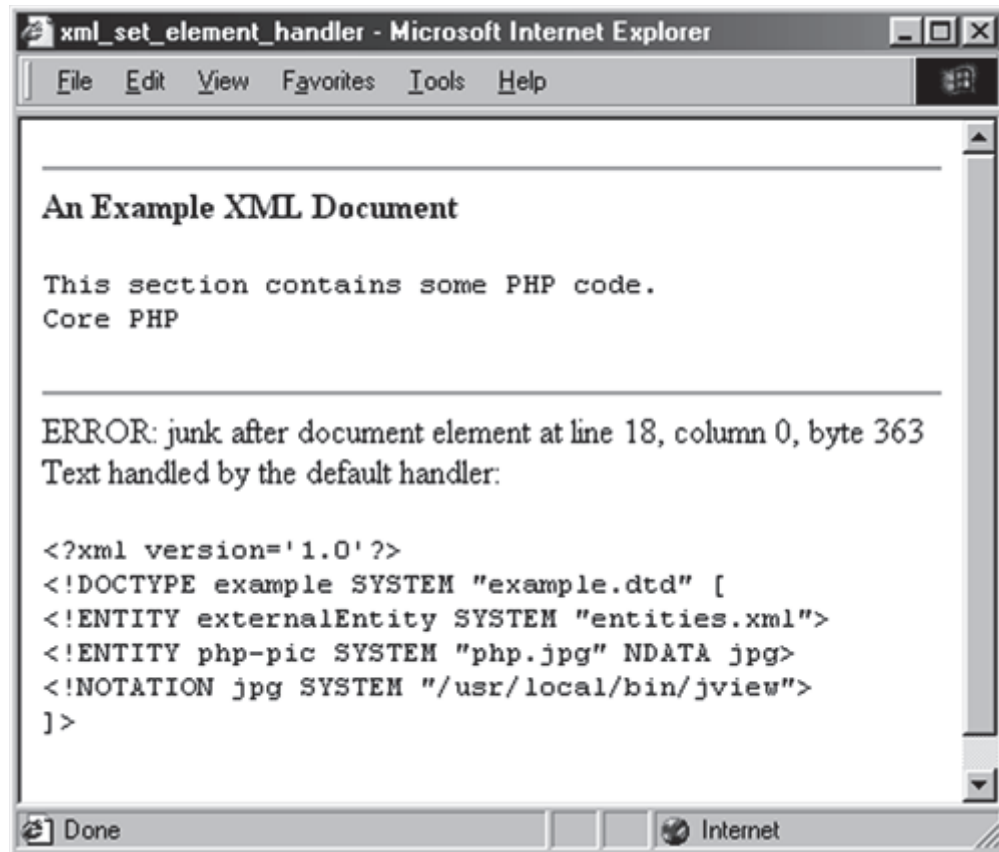 xml_set_element_handler - Microsoft Internet Explorer
File Edit View Favorites Tools Help
An Example XML Document
This section contains some PHP code.
Core PHP
ERROR: junk after document element at line 18, column 0, byte 363
Text handled by the default handler:
<?xml version='1.0'?>
<!DOCTYPE example SYSTEM "example.dtd" [
<!ENTITY externalEntity SYSTEM "entities.xml">
<!ENTITY php-pic SYSTEM "php.jpg" NDATA jpg>
<!NOTATION jpg SYSTEM "/usr/local/bin/jview">
]>
Done Internet